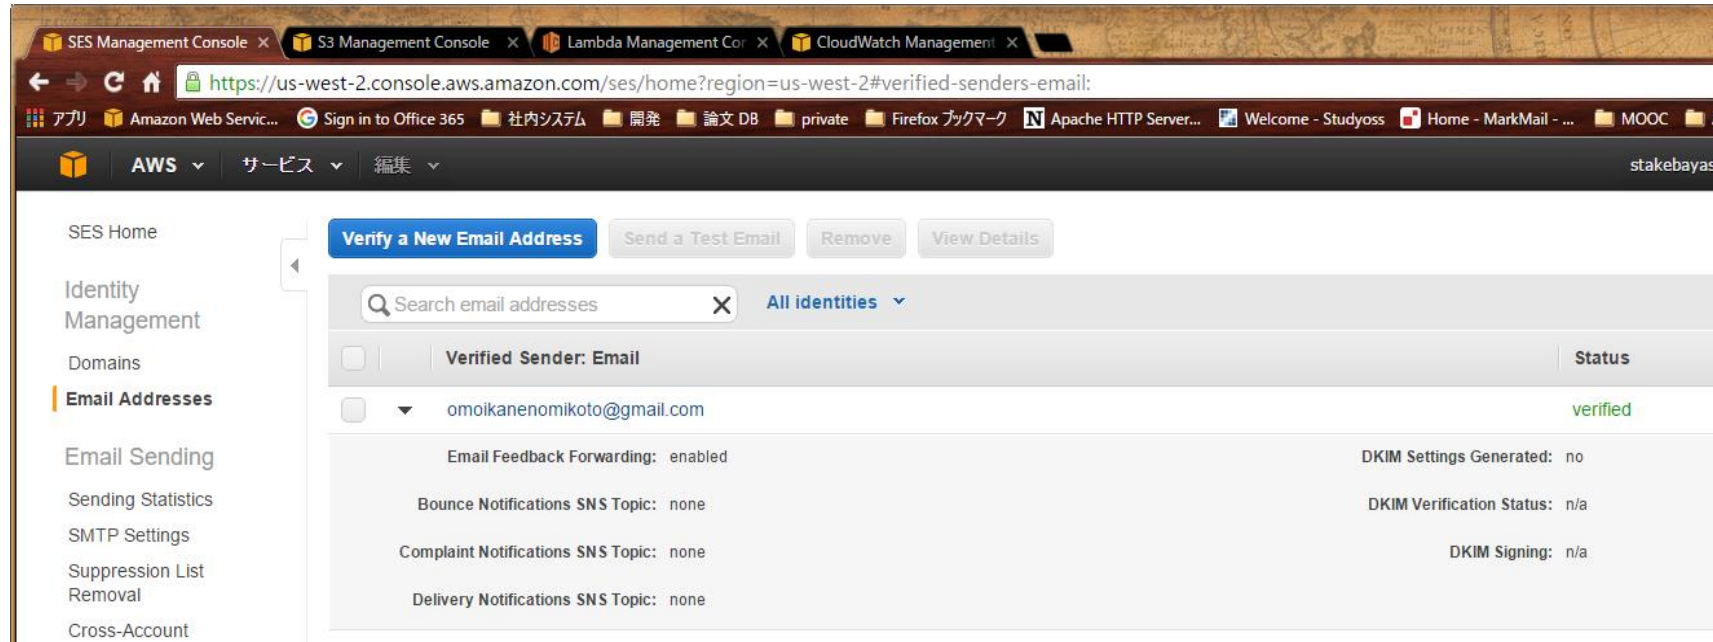 SES Management Console
S3 Management Console
Lambda Management Cor
CloudWatch Management
https://us-west-2.console.aws.amazon.com/ses/home?region=us-west-2#verified-senders-email:
アプリ Amazon Web Servic... Sign in to Office 365 社内システム 開発 論文 DB private Firefox ブックマーク Apache HTTP Server... Welcome - Studyoss Home - MarkMail - ... MOOC
AWS サービス 編集 stakebayas
SES Home
Identity
Management
Domains
Email Addresses
Email Sending
Sending Statistics
SMTP Settings
Suppression List
Removal
Cross-Account
Verify a New Email Address Send a Test Email Remove View Details
Search email addresses All identities
Verified Sender: Email Status
omoikanenomikoto@gmail.com verified
Email Feedback Forwarding: enabled DKIM Settings Generated: no
Bounce Notifications SNS Topic: none DKIM Verification Status: n/a
Complaint Notifications SNS Topic: none DKIM Signing: n/a
Delivery Notifications SNS Topic: none